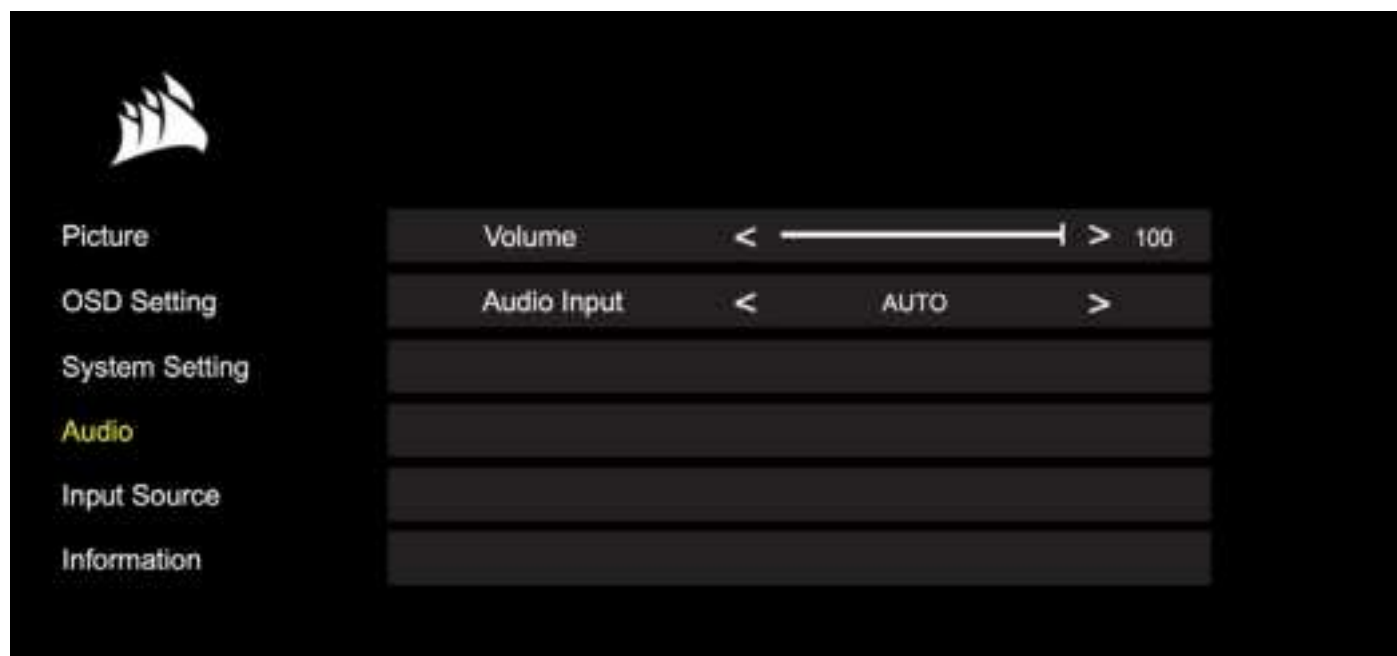 Picture Volume < > 100
OSD Setting Audio Input < AUTO >
System Setting
Audio
Input Source
Information